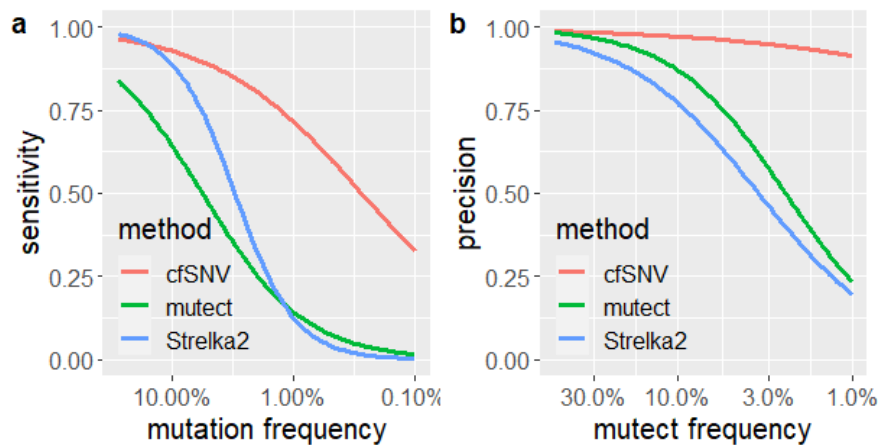 a
1.00
0.75
0.50
0.25
0.00
sensitivity
method
cfSNV
mutect
Strelka2
10.00%
1.00%
0.10%
mutation frequency
b
1.00
0.75
0.50
0.25
0.00
precision
method
cfSNV
mutect
Strelka2
30.0%
10.0%
3.0%
1.0%
mutect frequency